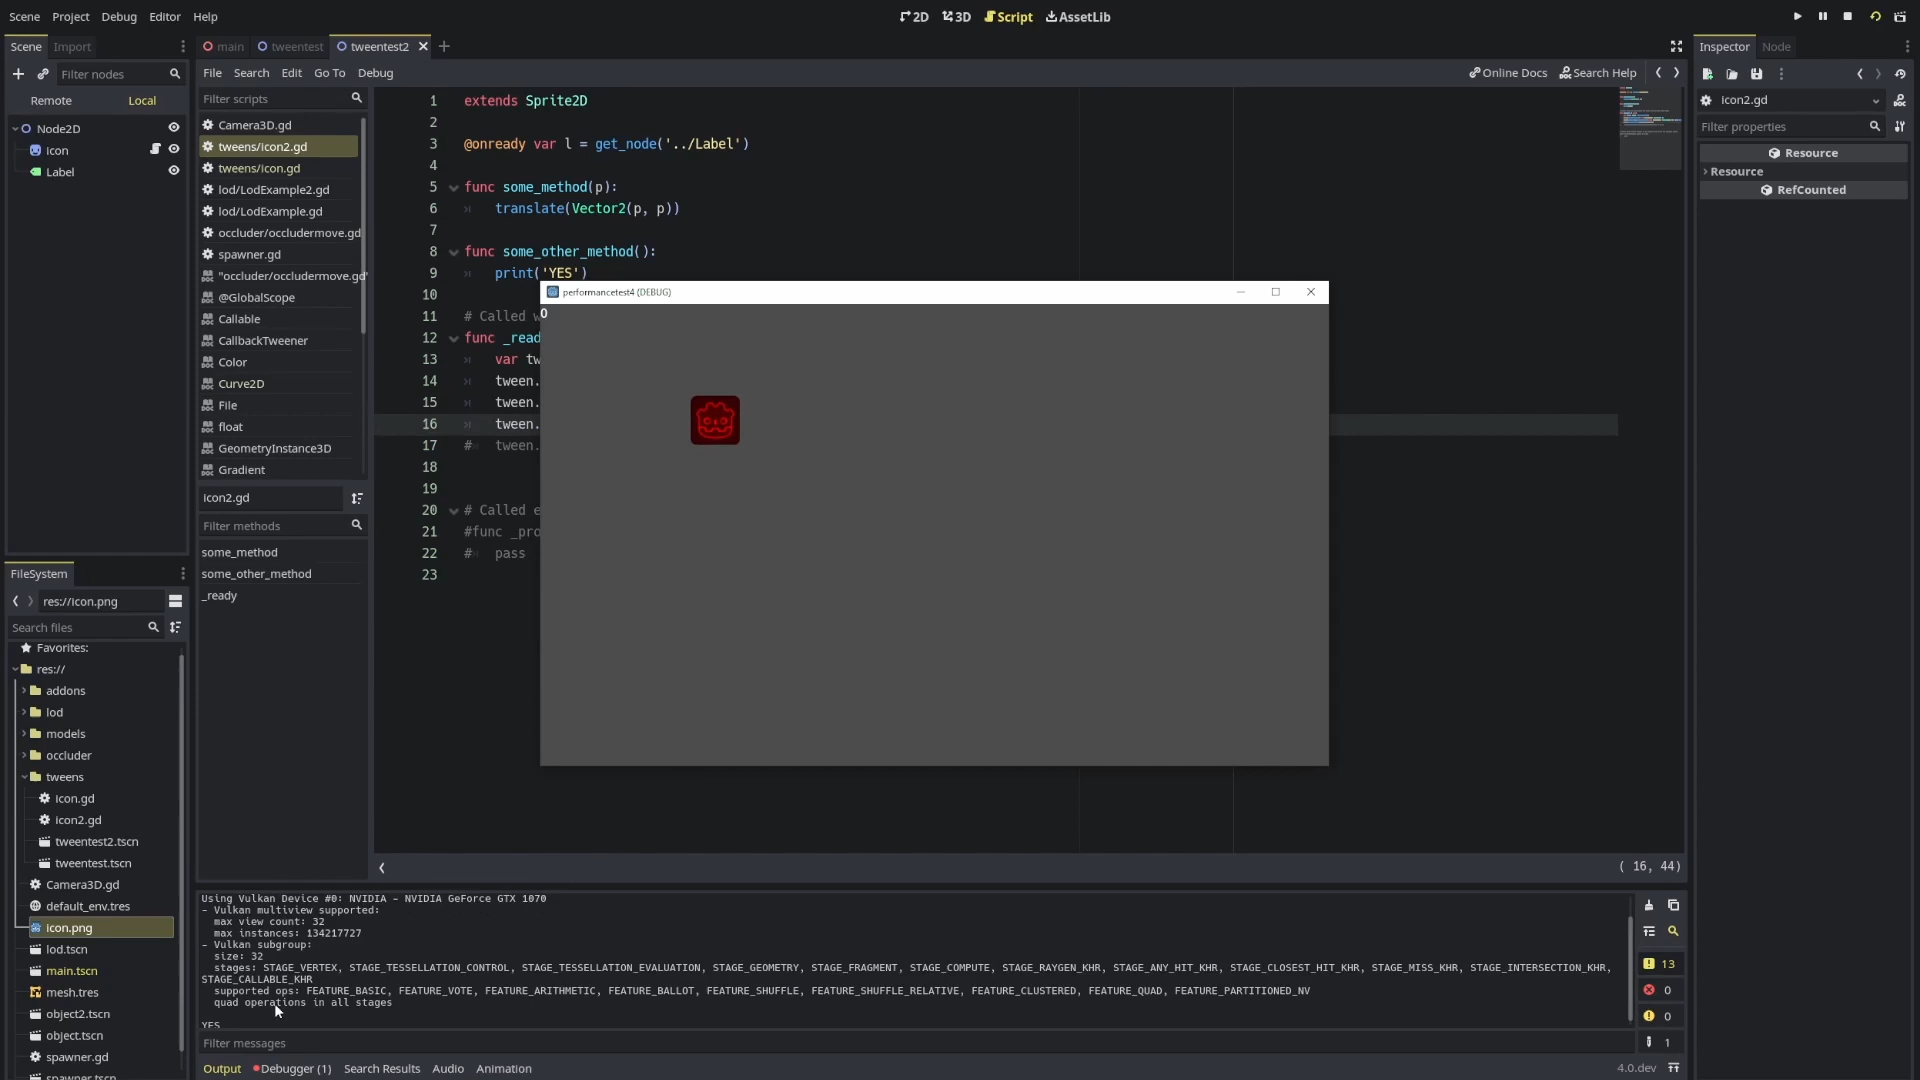 Scene Project Debug Editor Help
2D 3D Script AssetLib
Scene Import
main tweentest tweentest2
Inspector Node
Filter nodes
File Search Edit Go To Debug
Online Docs Search Help
Remote Local
Filter scripts
icon2.gd
Filter properties
Node2D
icon
Label
Resource
Resource
RefCounted
Camera3D.gd
tweens/icon2.gd
tweens/icon.gd
lod/LodExample2.gd
lod/LodExample.gd
occluder/occludermove.gd
spawner.gd
"occluder/occludermove.gd"
@GlobalScope
Callable
CallbackTweener
Color
Curve2D
File
float
GeometryInstance3D
Gradient
icon2.gd
Filter methods
some_method
some_other_method
_ready
1 extends Sprite2D
2
3 @onready var l = get_node('../Label')
4
5 func some_method(p):
6 translate(Vector2(p, p))
7
8 func some_other_method():
9 print('YES')
10
11 # Called w
12 func _read
13 var tw
14 tween.
15 tween.
16 tween.
17 # tween.
18
19
20 # Called e
21 #func _pro
22 # pass
23
performancetest4 (DEBUG)
0
( 16, 44)
FileSystem
res://icon.png
Search files
Favorites:
res://
addons
lod
models
occluder
tweens
icon.gd
icon2.gd
tweentest2.tscn
tweentest.tscn
Camera3D.gd
default_env.tres
icon.png
lod.tscn
main.tscn
mesh.tres
object2.tscn
object.tscn
spawner.gd
spawner.tscn
Using Vulkan Device #0: NVIDIA - NVIDIA GeForce GTX 1070
- Vulkan multiview supported:
max view count: 32
max instances: 134217727
- Vulkan subgroup:
size: 32
stages: STAGE_VERTEX, STAGE_TESSELLATION_CONTROL, STAGE_TESSELLATION_EVALUATION, STAGE_GEOMETRY, STAGE_FRAGMENT, STAGE_COMPUTE, STAGE_RAYGEN_KHR, STAGE_ANY_HIT_KHR, STAGE_CLOSEST_HIT_KHR, STAGE_MISS_KHR, STAGE_INTERSECTION_KHR,
STAGE_CALLABLE_KHR
supported ops: FEATURE_BASIC, FEATURE_VOTE, FEATURE_ARITHMETIC, FEATURE_BALLOT, FEATURE_SHUFFLE, FEATURE_SHUFFLE_RELATIVE, FEATURE_CLUSTERED, FEATURE_QUAD, FEATURE_PARTITIONED_NV
quad operations in all stages
YES
13
0
0
1
Filter messages
Output Debugger (1) Search Results Audio Animation
4.0.dev